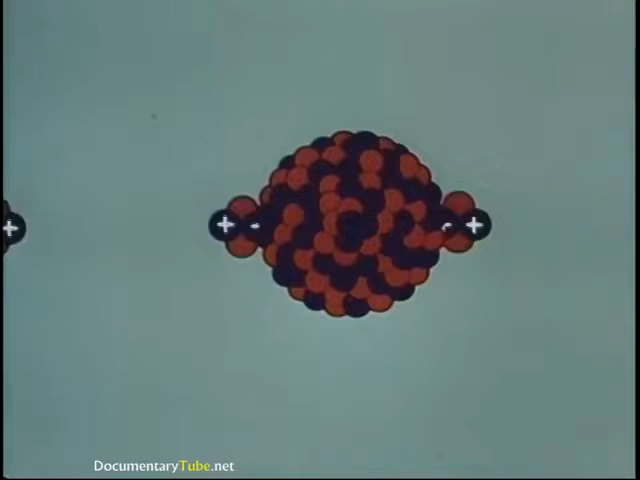 + + - - +
DocumentaryTube.net